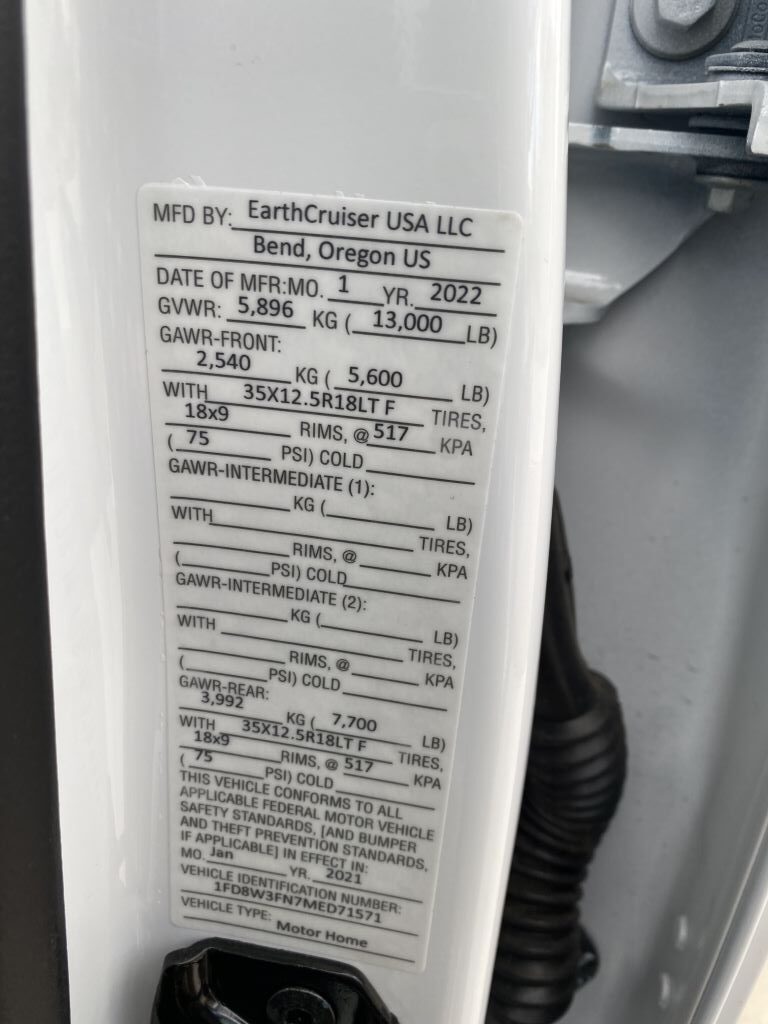 MFD BY: EarthCruiser USA LLC
Bend, Oregon US
DATE OF MFR:MO. 1 YR. 2022
GVWR: 5,896 KG ( 13,000 LB)
GAWR-FRONT:
2,540 KG ( 5,600 LB)
WITH 35X12.5R18LT F TIRES,
18x9 RIMS, @ 517 KPA
( 75 PSI) COLD
GAWR-INTERMEDIATE (1):
KG ( LB)
WITH TIRES,
RIMS, @ KPA
( PSI) COLD
GAWR-INTERMEDIATE (2):
KG ( LB)
WITH TIRES,
RIMS, @ KPA
( PSI) COLD
GAWR-REAR:
3,992 KG ( 7,700 LB)
WITH 35X12.5R18LT F TIRES,
18x9 RIMS, @ 517 KPA
( 75 PSI) COLD
THIS VEHICLE CONFORMS TO ALL
APPLICABLE FEDERAL MOTOR VEHICLE
SAFETY STANDARDS, [AND BUMPER
AND THEFT PREVENTION STANDARDS,
IF APPLICABLE] IN EFFECT IN:
MO. Jan YR. 2021
VEHICLE IDENTIFICATION NUMBER:
1FD8W3FN7MED71571
VEHICLE TYPE: Motor Home